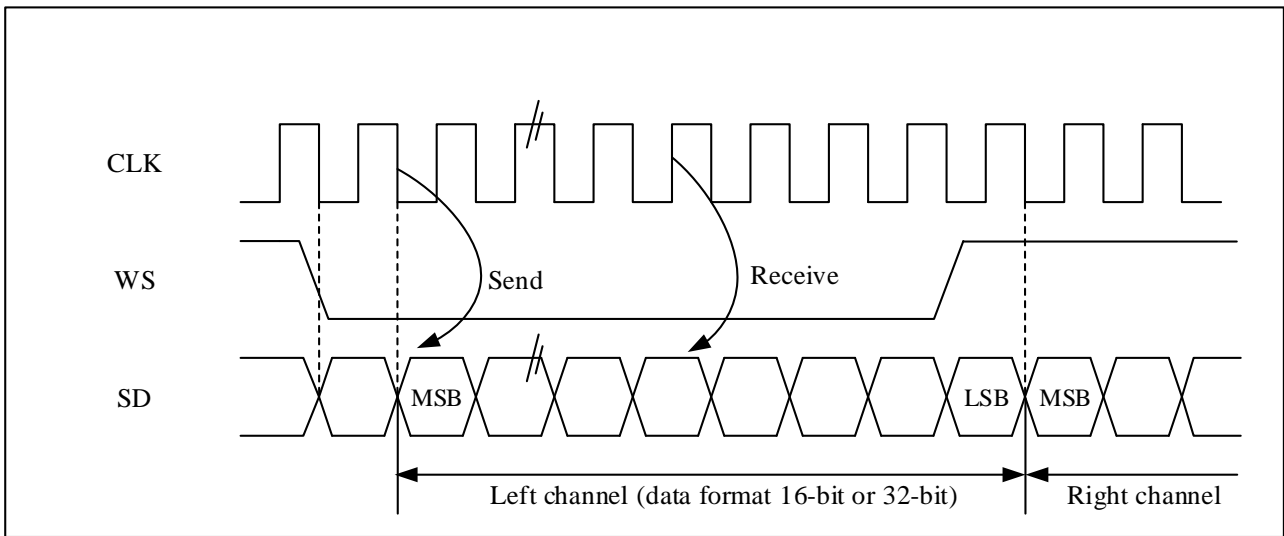 CLK
WS
Send
Receive
SD
MSB
LSB
MSB
Left channel (data format 16-bit or 32-bit)
Right channel